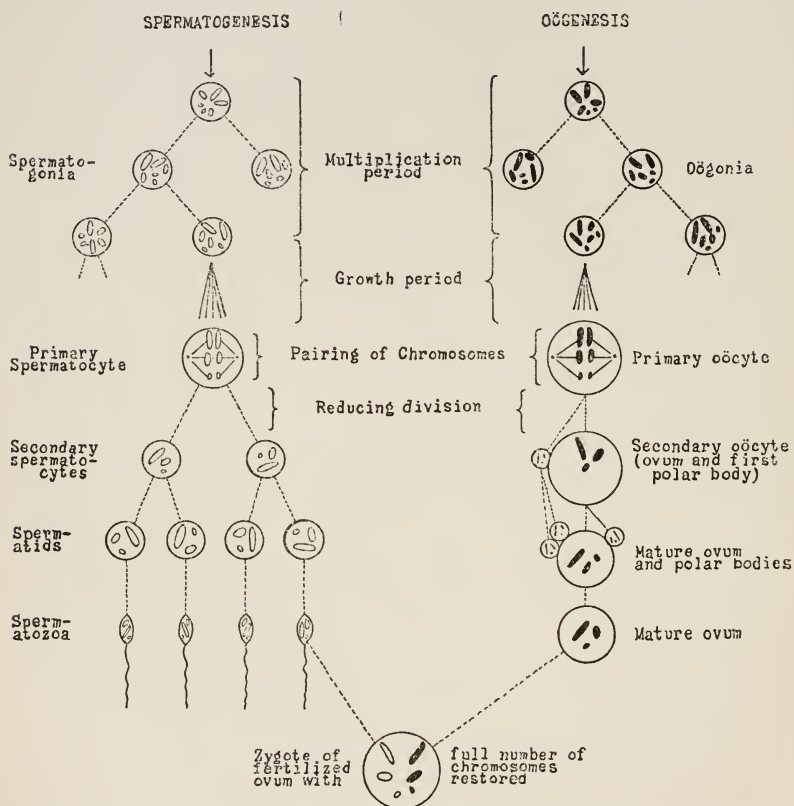 SPERMATOGENESIS
OÖGENESIS
Spermato-
gonia
Multiplication
period
Oögonia
Growth period
Primary
Spermatocyte
Pairing of Chromosomes
Primary oöcyte
Reducing division
Secondary
spermato-
cytes
Secondary oöcyte
(ovum and first
polar body)
Sperm-
atids
Mature ovum
and polar bodies
Sperm-
atozoa
Mature ovum
Zygote of
fertilized
ovum with
full number of
chromosomes
restored